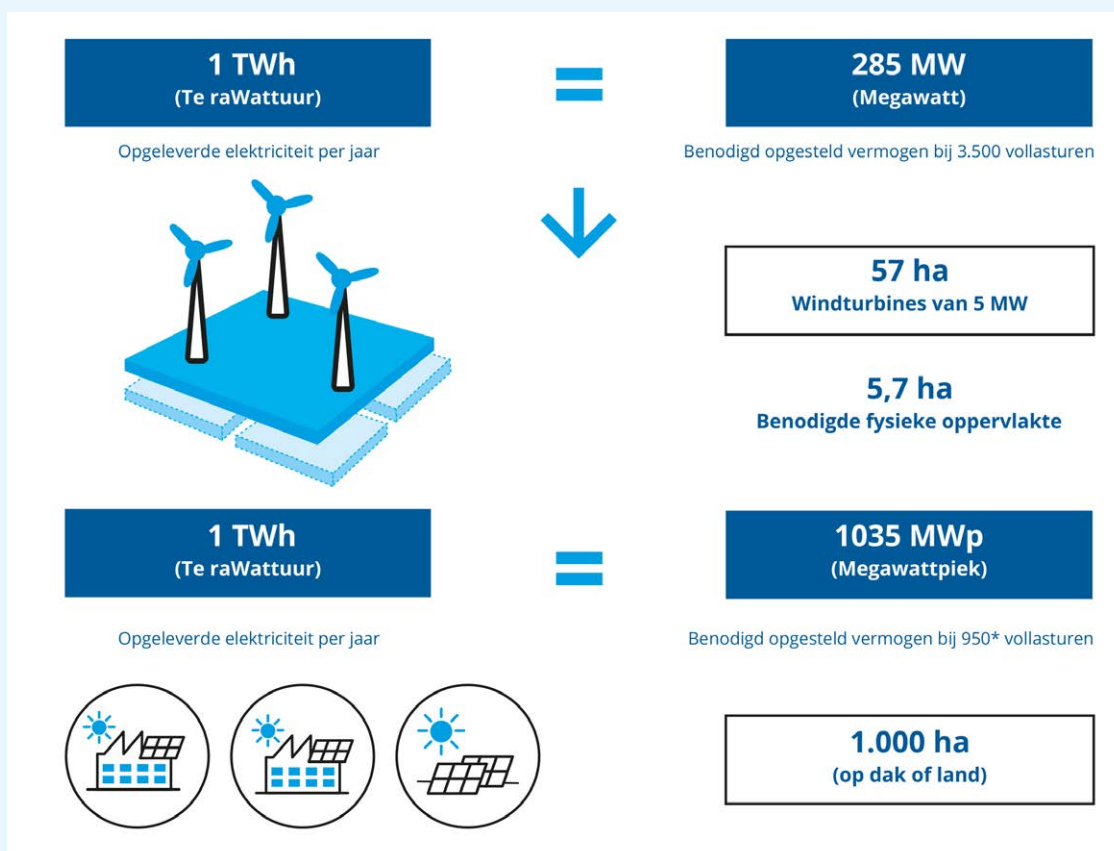 1 TWh
(Te raWattuur)
285 MW
(Megawatt)
Opgeleverde elektriciteit per jaar
Benodigd opgesteld vermogen bij 3.500 vollasturen
57 ha
Windturbines van 5 MW
5,7 ha
Benodigde fysieke oppervlakte
1 TWh
(Te raWattuur)
1035 MWp
(Megawattpiek)
Opgeleverde elektriciteit per jaar
Benodigd opgesteld vermogen bij 950* vollasturen
1.000 ha
(op dak of land)